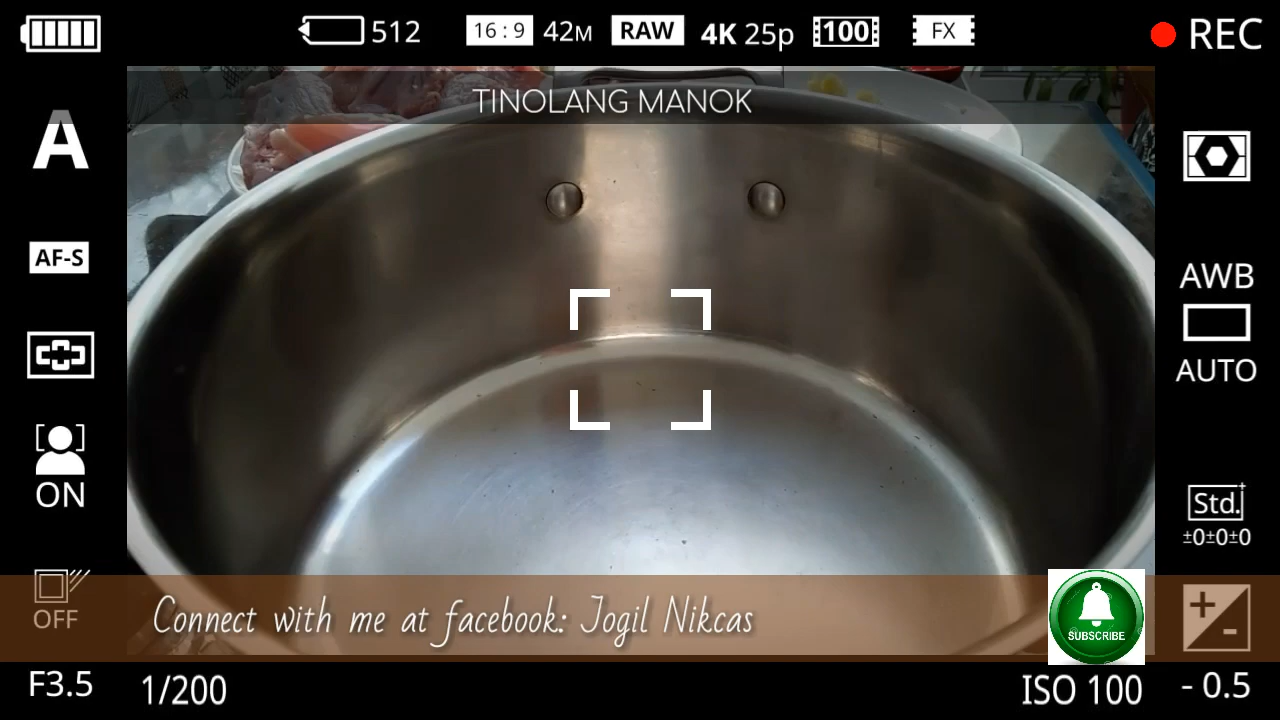 512 16 : 9 42M RAW 4K 25p 100 FX REC
TINOLANG MANOK
A
AF-S
AWB
AUTO
ON
Std.
±0±0±0
OFF
Connect with me at facebook: Jogil Nikcas
SUBSCRIBE
F3.5 1/200 ISO 100 - 0.5